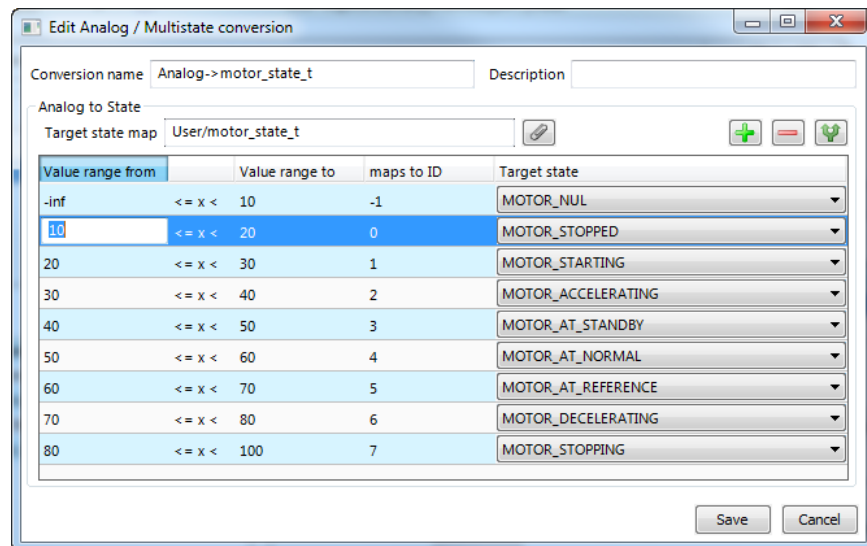 Edit Analog / Multistate conversion
Conversion name Analog->motor_state_t Description
Analog to State
Target state map User/motor_state_t
Value range from Value range to maps to ID Target state
-inf <= x < 10 -1 MOTOR_NUL
10 <= x < 20 0 MOTOR_STOPPED
20 <= x < 30 1 MOTOR_STARTING
30 <= x < 40 2 MOTOR_ACCELERATING
40 <= x < 50 3 MOTOR_AT_STANDBY
50 <= x < 60 4 MOTOR_AT_NORMAL
60 <= x < 70 5 MOTOR_AT_REFERENCE
70 <= x < 80 6 MOTOR_DECELERATING
80 <= x < 100 7 MOTOR_STOPPING
Save Cancel